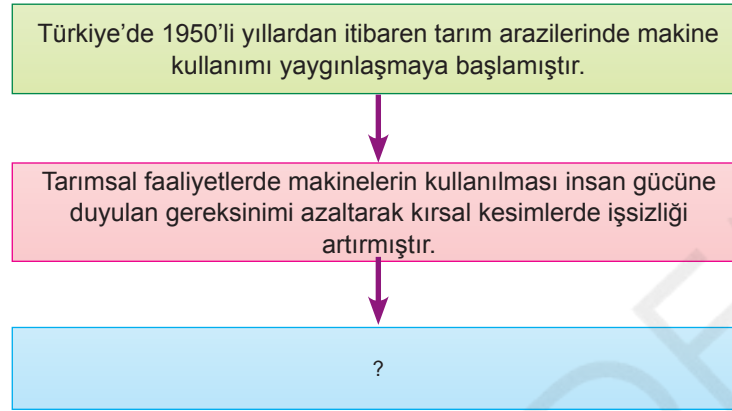 Türkiye’de 1950’li yıllardan itibaren tarım arazilerinde makine
kullanımı yaygınlaşmaya başlamıştır.
Tarımsal faaliyetlerde makinelerin kullanılması insan gücüne
duyulan gereksinimi azaltarak kırsal kesimlerde işsizliği
artırmıştır.
?